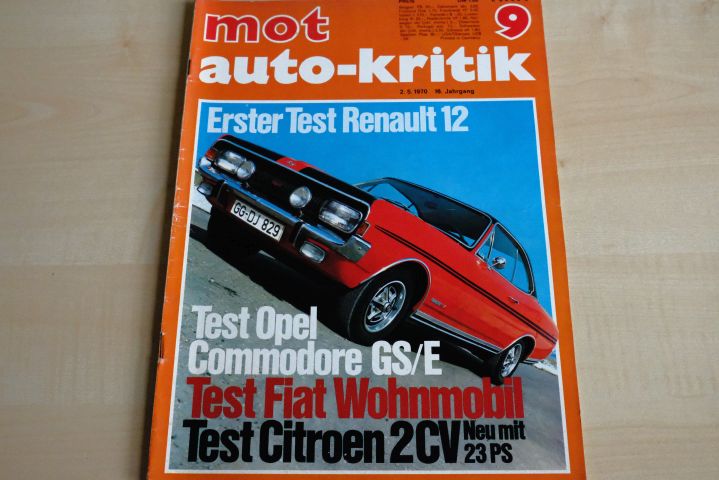 mot
9
auto-kritik
2.5.1970 16. Jahrgang
Erster Test Renault 12
GG-DJ 829
Test Opel
Commodore GS/E
Test Fiat Wohnmobil
Test Citroen 2CV Neu mit
23 PS